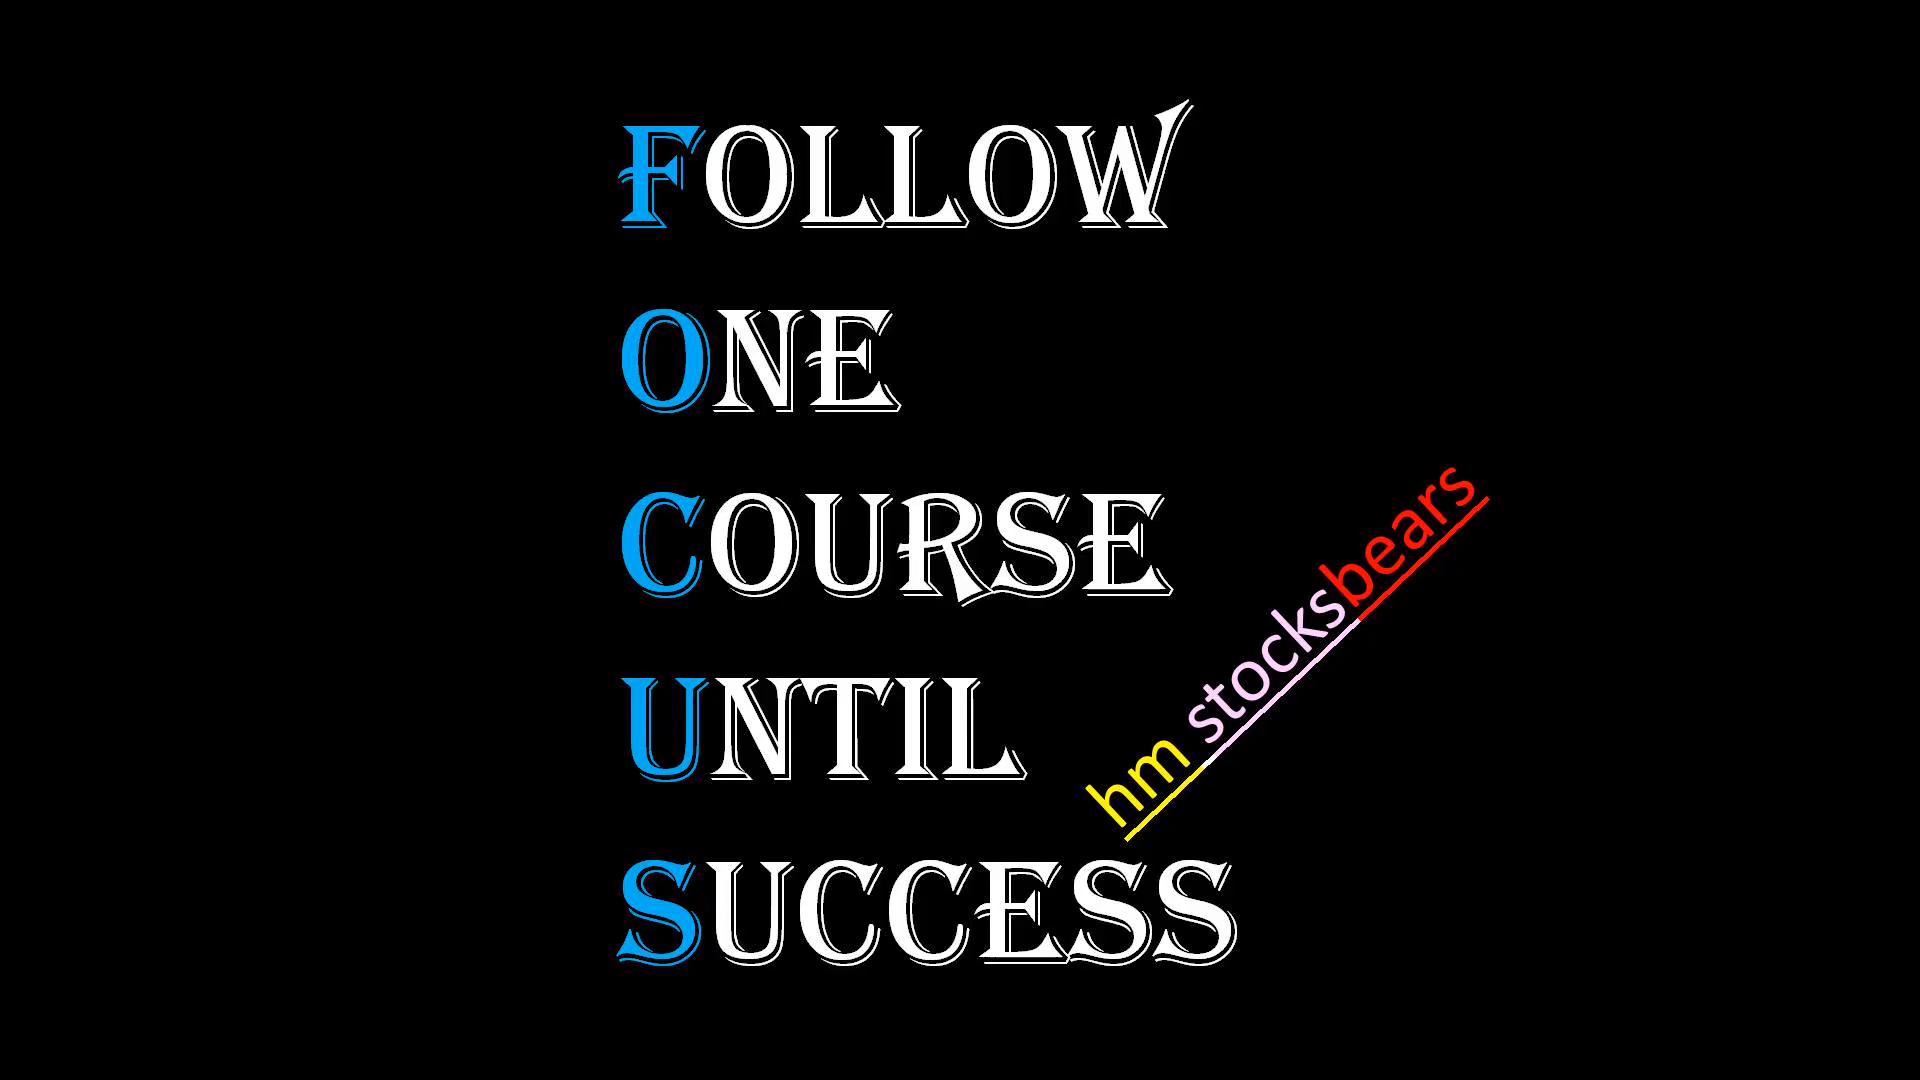 FOLLOW
ONE
COURSE
UNTIL
SUCCESS
hm stocksbears